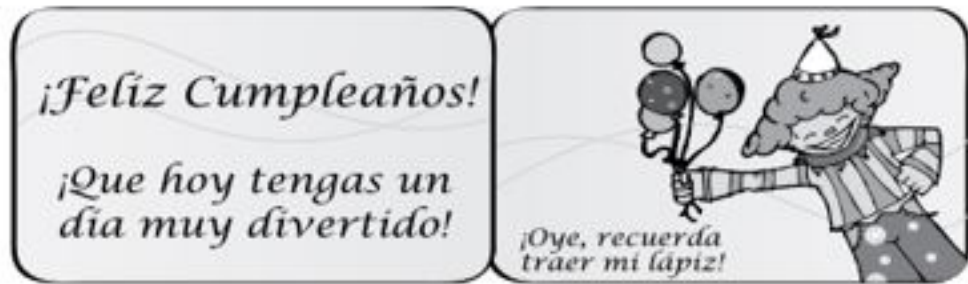 ¡Feliz Cumpleaños!
¡Que hoy tengas un
día muy divertido!
¡Oye, recuerda
traer mi lápiz!